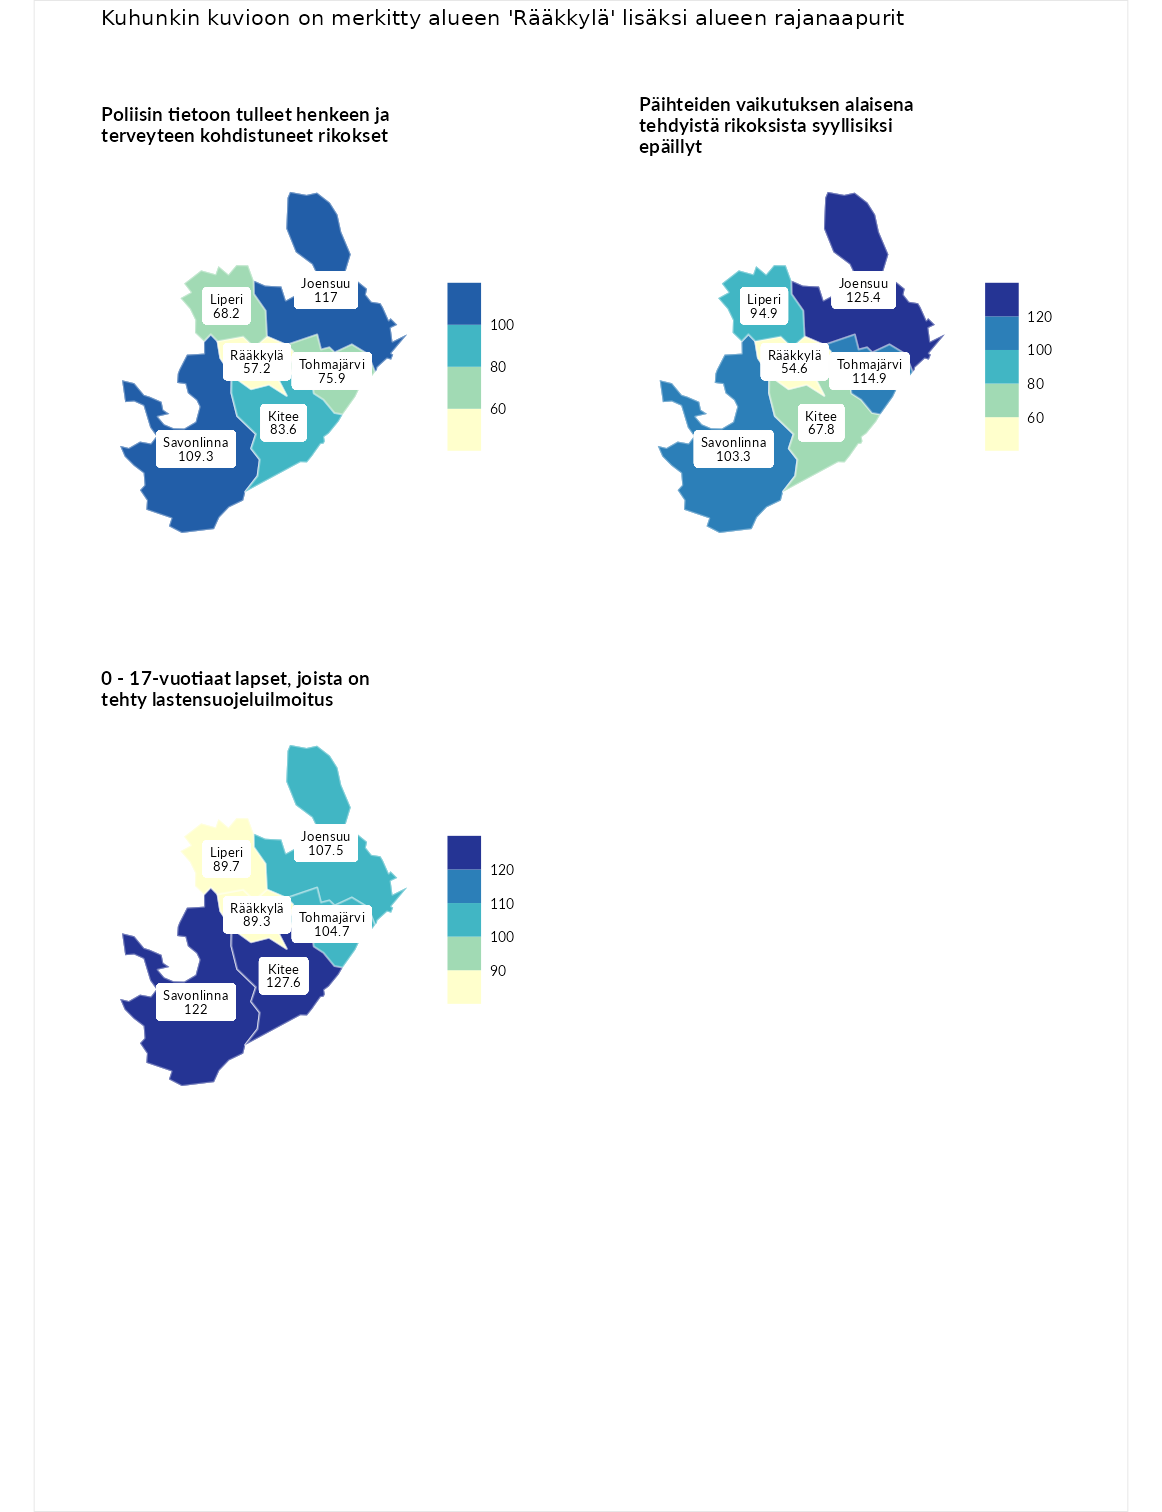 Kuhunkin kuvioon on merkitty alueen 'Rääkkylä' lisäksi alueen rajanaapurit
Poliisin tietoon tulleet henkeen ja
terveyteen kohdistuneet rikokset
Joensuu
117
Liperi
68.2
Rääkkylä
57.2
Tohmajärvi
75.9
Kitee
83.6
Savonlinna
109.3
100
80
60
Päihteiden vaikutuksen alaisena
tehdyistä rikoksista syyllisiksi
epäillyt
Joensuu
125.4
Liperi
94.9
Rääkkylä
54.6
Tohmajärvi
114.9
Kitee
67.8
Savonlinna
103.3
120
100
80
60
0 - 17-vuotiaat lapset, joista on
tehty lastensuojeluilmoitus
Joensuu
107.5
Liperi
89.7
Rääkkylä
89.3
Tohmajärvi
104.7
Kitee
127.6
Savonlinna
122
120
110
100
90